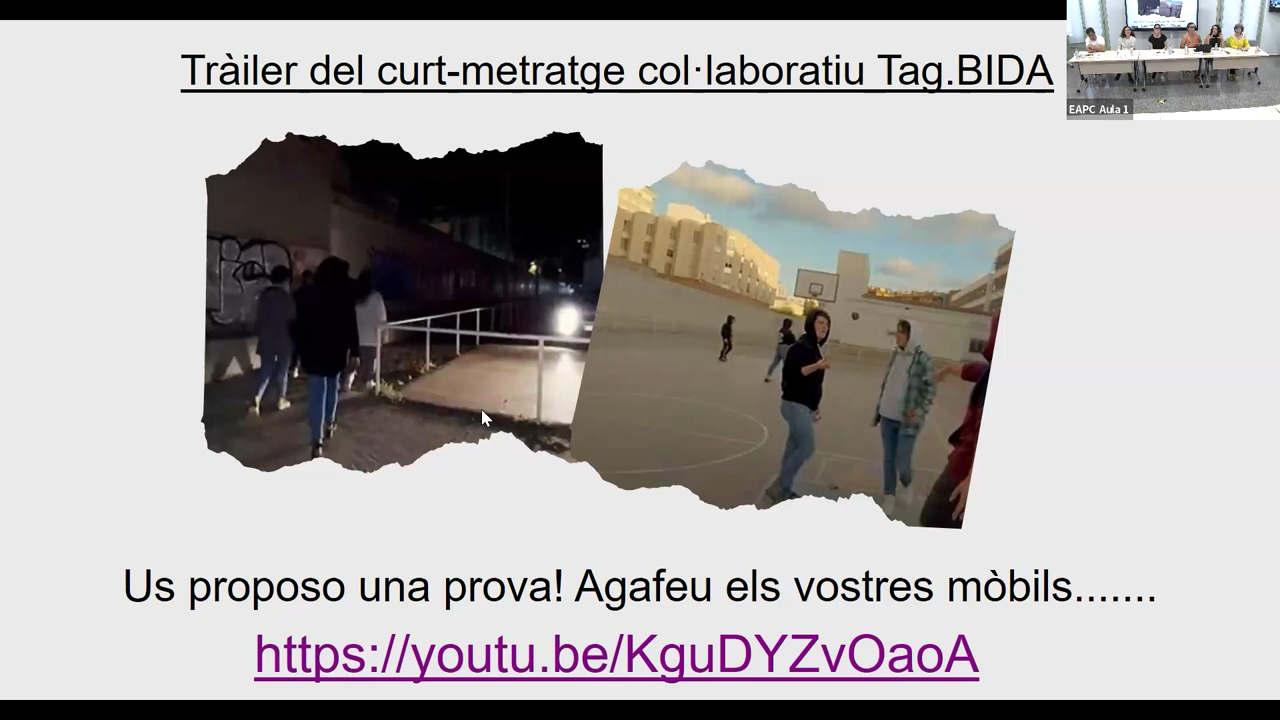 Tràiler del curt-metratge col·laboratiu Tag.BIDA
EAPC Aula 1
Us proposo una prova! Agafeu els vostres mòbils.......
https://youtu.be/KguDYZvOaoA